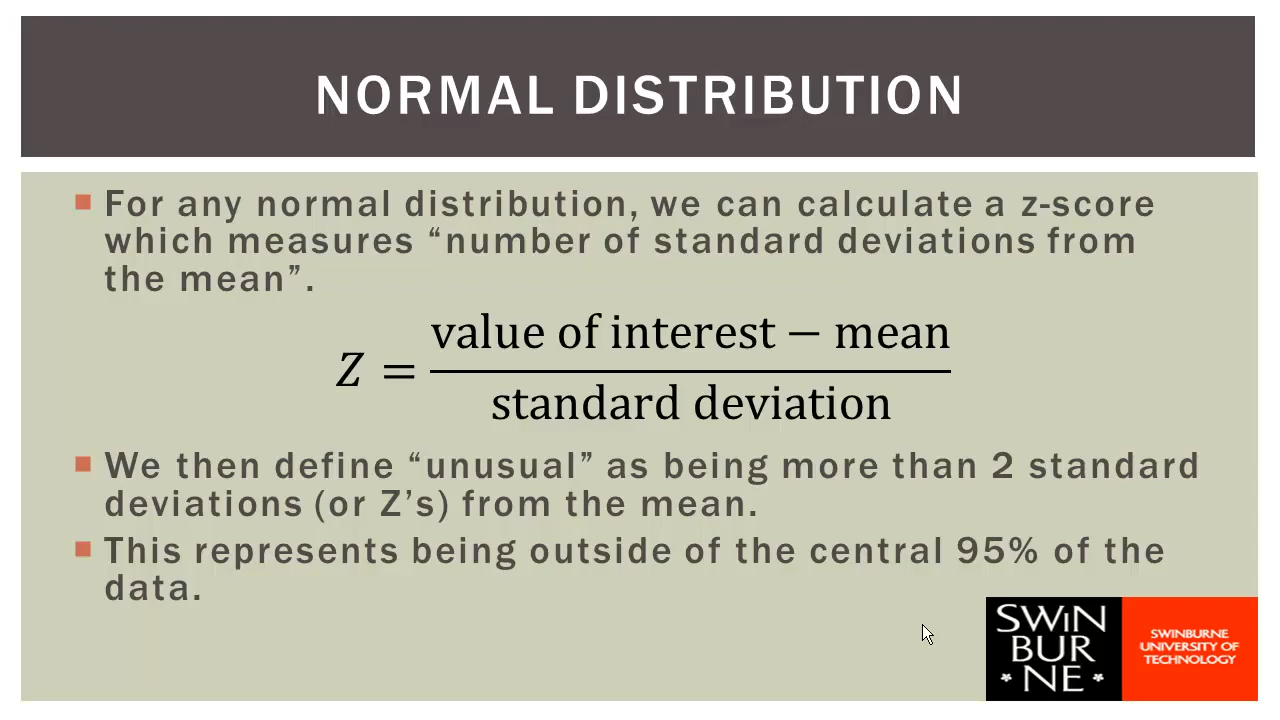 NORMAL DISTRIBUTION
For any normal distribution, we can calculate a z-score
which measures “number of standard deviations from
the mean”.
Z = (value of interest − mean) / (standard deviation)
We then define “unusual” as being more than 2 standard
deviations (or Z’s) from the mean.
This represents being outside of the central 95% of the
data.
SWiN
BUR
NE
SWINBURNE
UNIVERSITY OF
TECHNOLOGY